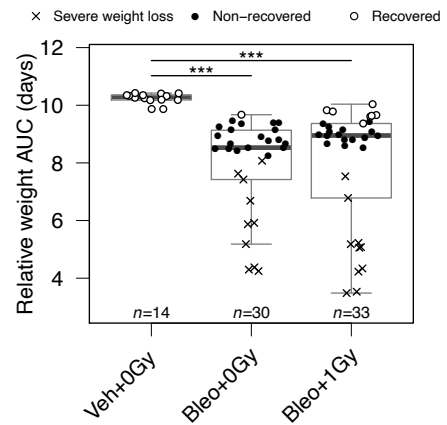 Severe weight loss Non−recovered Recovered
Relative weight AUC (days)
12
10
8
6
4
***
***
n=14 n=30 n=33
Veh+0Gy
Bleo+0Gy
Bleo+1Gy